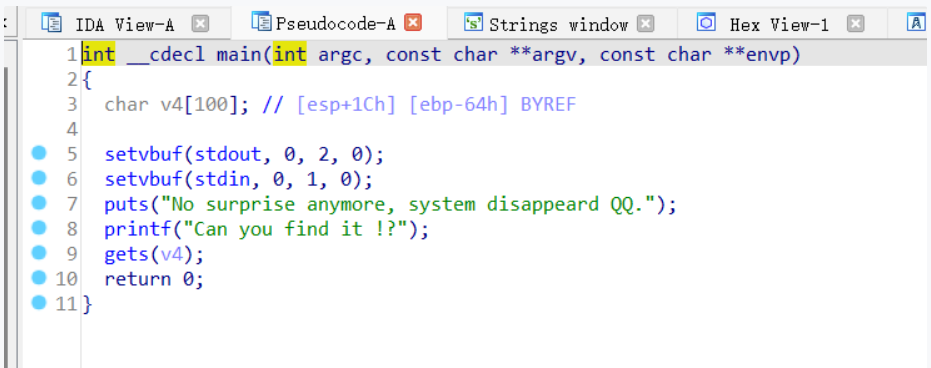 IDA View-A Pseudocode-A 's' Strings window Hex View-1 A
1 int __cdecl main(int argc, const char **argv, const char **envp)
2 {
3 char v4[100]; // [esp+1Ch] [ebp-64h] BYREF
4
5 setvbuf(stdout, 0, 2, 0);
6 setvbuf(stdin, 0, 1, 0);
7 puts("No surprise anymore, system disappeard QQ.");
8 printf("Can you find it !?");
9 gets(v4);
10 return 0;
11 }